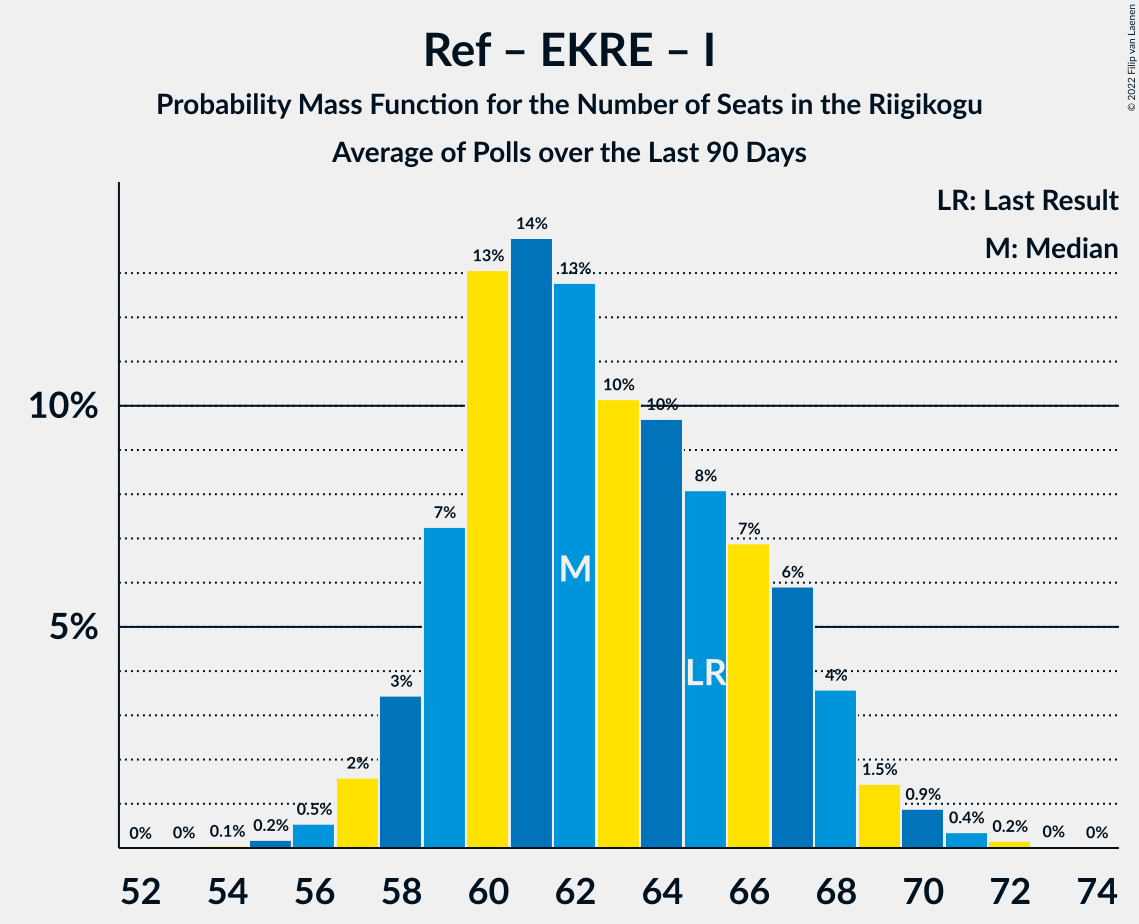 Ref – EKRE – I
Probability Mass Function for the Number of Seats in the Riigikogu
Average of Polls over the Last 90 Days
© 2022 Filip van Laenen
LR: Last Result
M: Median
10%
5%
0%
0%
0.1%
0.2%
0.5%
2%
3%
7%
13%
14%
13%
10%
10%
8%
7%
6%
4%
1.5%
0.9%
0.4%
0.2%
0%
0%
M
LR
52 54 56 58 60 62 64 66 68 70 72 74